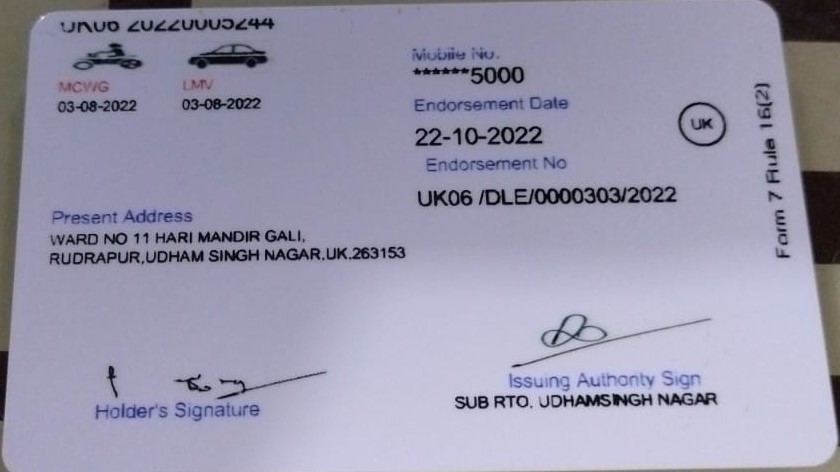 UK06 20220005244
MCWG
03-08-2022
LMV
03-08-2022
Mobile No.
******5000
Endorsement Date
22-10-2022
Endorsement No
UK06 /DLE/0000303/2022
UK
Form 7 Rule 16(2)
Present Address
WARD NO 11 HARI MANDIR GALI,
RUDRAPUR,UDHAM SINGH NAGAR,UK,263153
Holder's Signature
Issuing Authority Sign
SUB RTO, UDHAMSINGH NAGAR